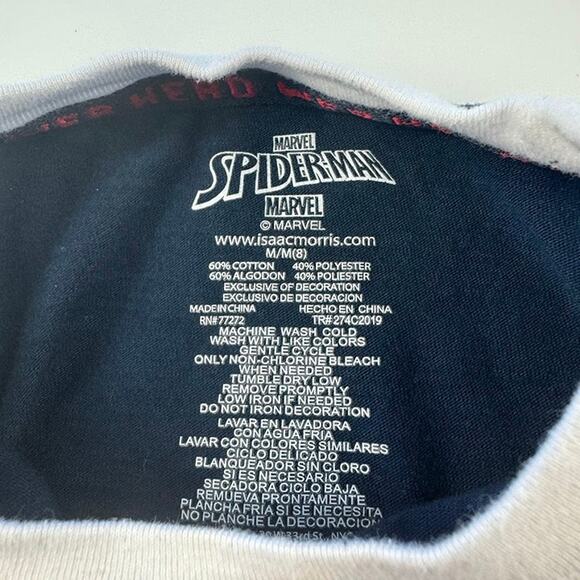 HERO
MARVEL
SPIDER-MAN
MARVEL
© MARVEL
www.isaacmorris.com
M/M(8)
60% COTTON 40% POLYESTER
60% ALGODON 40% POLIESTER
EXCLUSIVE OF DECORATION
EXCLUSIVO DE DECORACION
MADE IN CHINA HECHO EN CHINA
RN# 77272 TR# 274C2019
MACHINE WASH COLD
WASH WITH LIKE COLORS
GENTLE CYCLE
ONLY NON-CHLORINE BLEACH
WHEN NEEDED
TUMBLE DRY LOW
REMOVE PROMPTLY
LOW IRON IF NEEDED
DO NOT IRON DECORATION
LAVAR EN LAVADORA
CON AGUA FRIA
LAVAR CON COLORES SIMILARES
CICLO DELICADO
BLANQUEADOR SIN CLORO
SI ES NECESARIO
SECADORA CICLO BAJA
REMUEVA PRONTAMENTE
PLANCHA FRIA SI SE NECESITA
NO PLANCHE LA DECORACION
W 33rd St., NYC